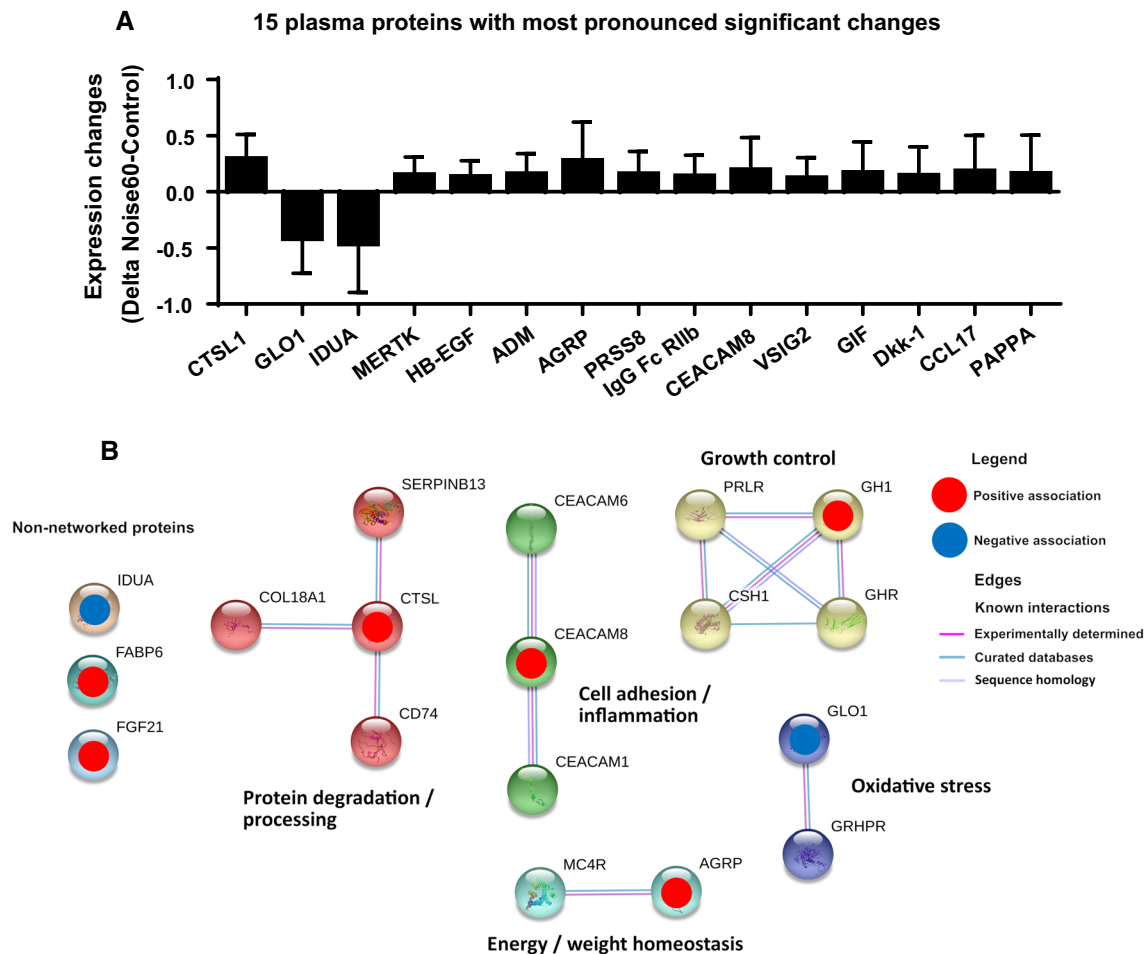 A
15 plasma proteins with most pronounced significant changes
Expression changes
(Delta Noise60-Control)
1.0
0.5
0.0
-0.5
-1.0
CTSL1
GLO1
IDUA
MERTK
HB-EGF
ADM
AGRP
PRSS8
IgG Fc RIIb
CEACAM8
VSIG2
GIF
Dkk-1
CCL17
PAPPA
B
Non-networked proteins
IDUA
FABP6
FGF21
SERPINB13
COL18A1
CTSL
CD74
Protein degradation /
processing
CEACAM6
CEACAM8
CEACAM1
Cell adhesion /
inflammation
Growth control
PRLR
GH1
CSH1
GHR
GLO1
Oxidative stress
GRHPR
MC4R
AGRP
Energy / weight homeostasis
Legend
Positive association
Negative association
Edges
Known interactions
Experimentally determined
Curated databases
Sequence homology